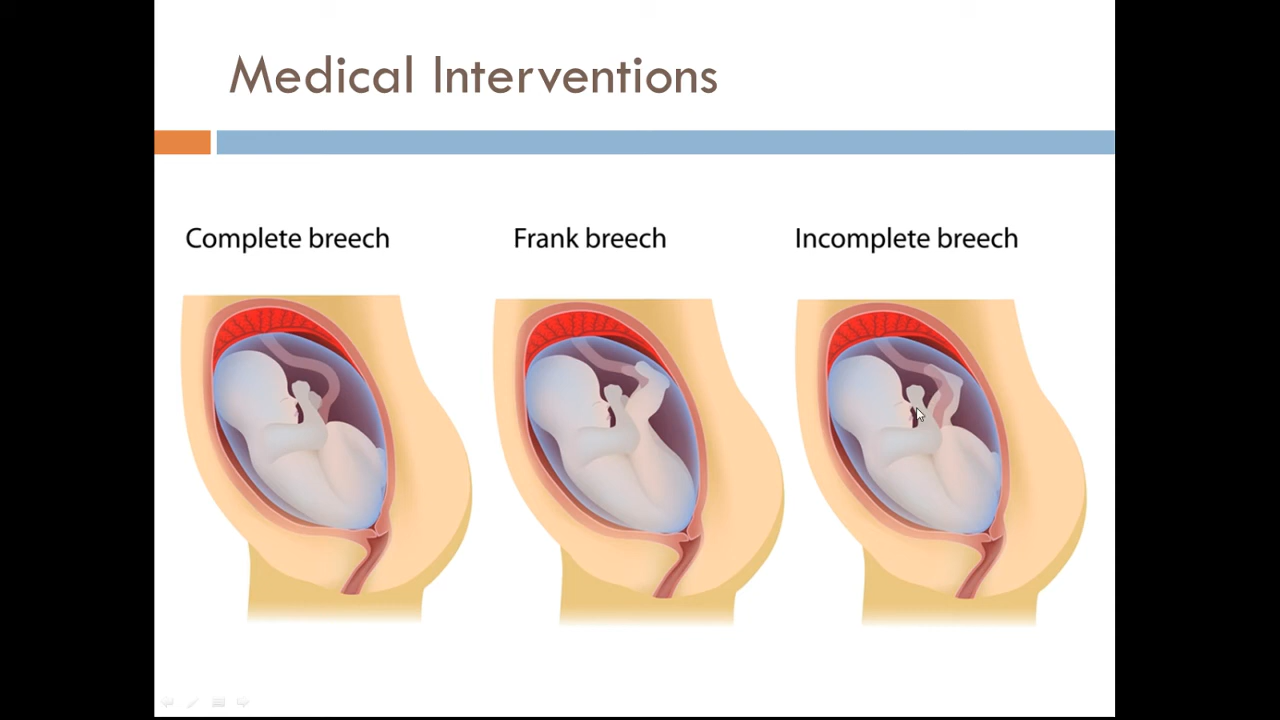 Medical Interventions
Complete breech
Frank breech
Incomplete breech